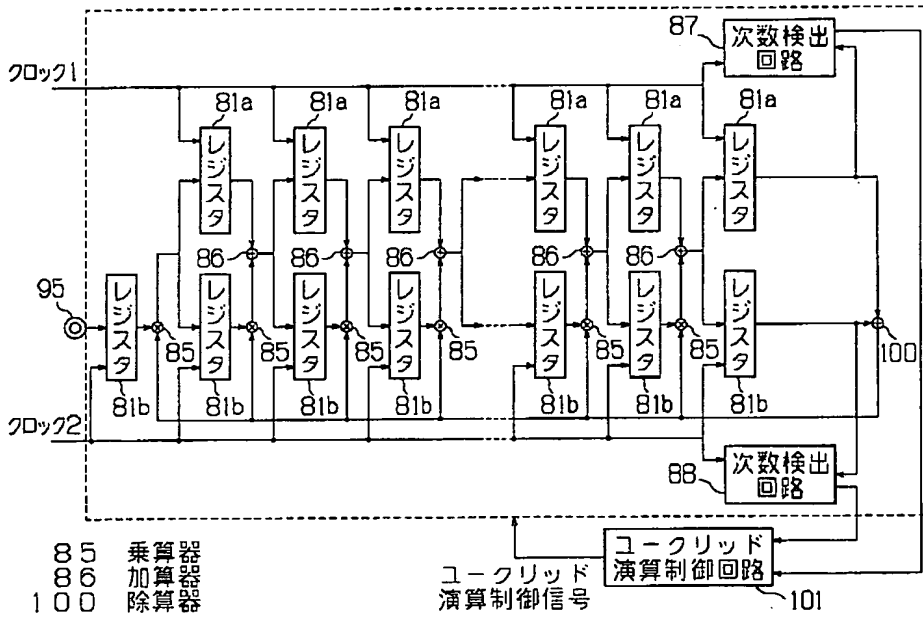 87
次数検出
回路
クロック1
81a
81a
81a
81a
81a
81a
レジスタ
レジスタ
レジスタ
レジスタ
レジスタ
レジスタ
86
86
86
86
86
95
レジスタ
レジスタ
レジスタ
レジスタ
レジスタ
レジスタ
レジスタ
85
85
85
85
85
85
100
81b
81b
81b
81b
81b
81b
81b
クロック2
88
次数検出
回路
85 乗算器
86 加算器
100 除算器
ユークリッド
演算制御信号
ユークリッド
演算制御回路
101